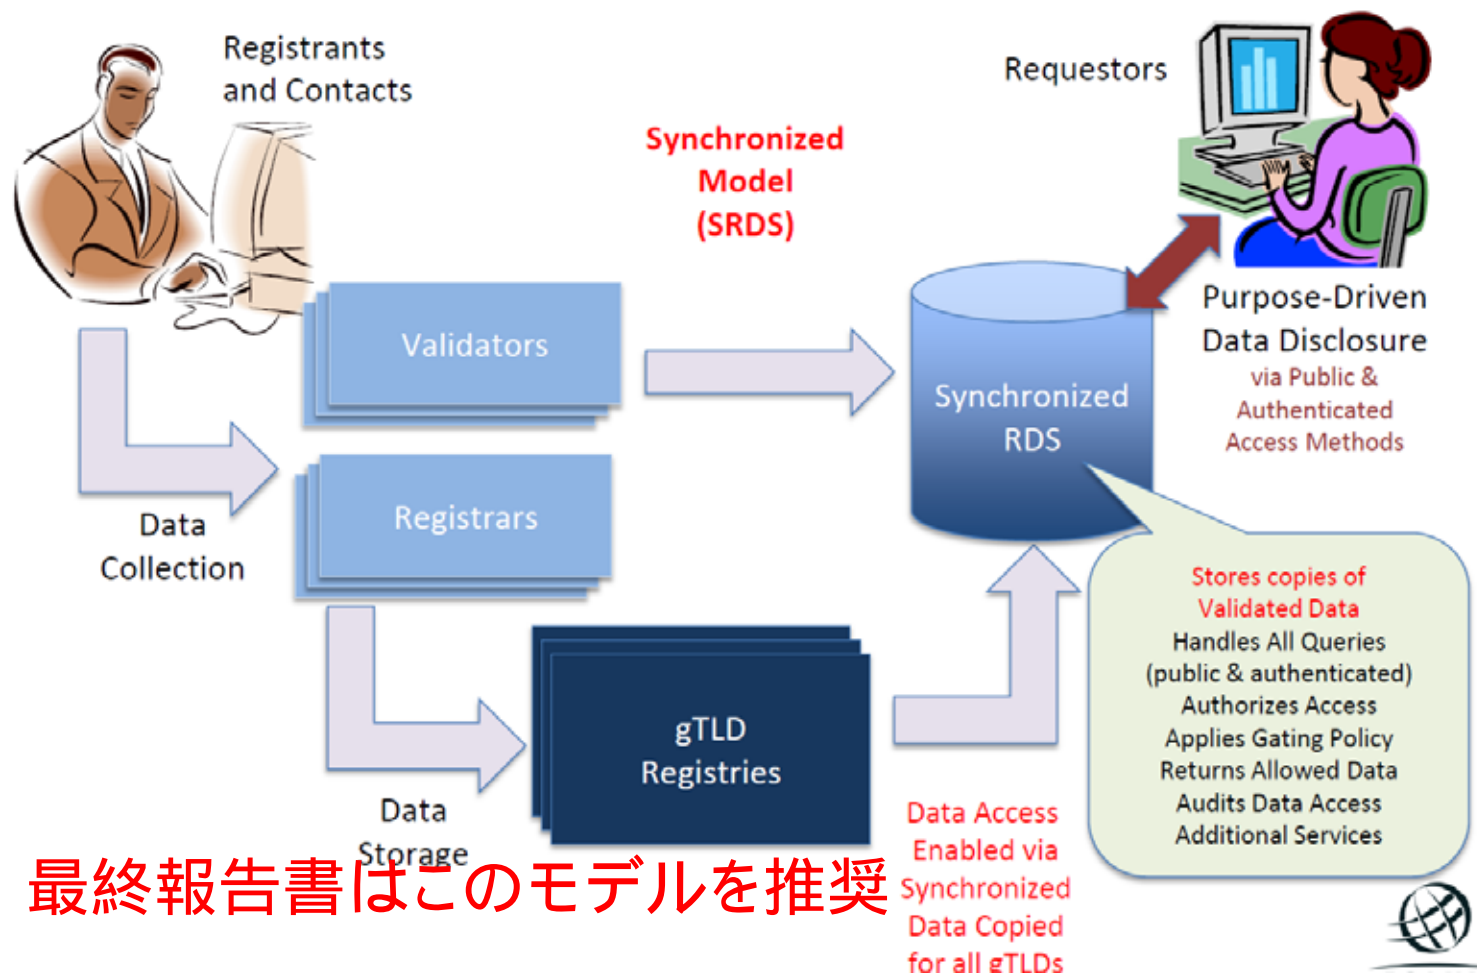 Registrants
and Contacts
Requestors
Synchronized
Model
(SRDS)
Validators
Purpose-Driven
Data Disclosure
via Public &
Authenticated
Access Methods
Synchronized
RDS
Registrars
Data
Collection
Stores copies of
Validated Data
Handles All Queries
(public & authenticated)
Authorizes Access
Applies Gating Policy
Returns Allowed Data
Audits Data Access
Additional Services
gTLD
Registries
Data
Storage
Data Access
Enabled via
Synchronized
Data Copied
for all gTLDs
最終報告書はこのモデルを推奨